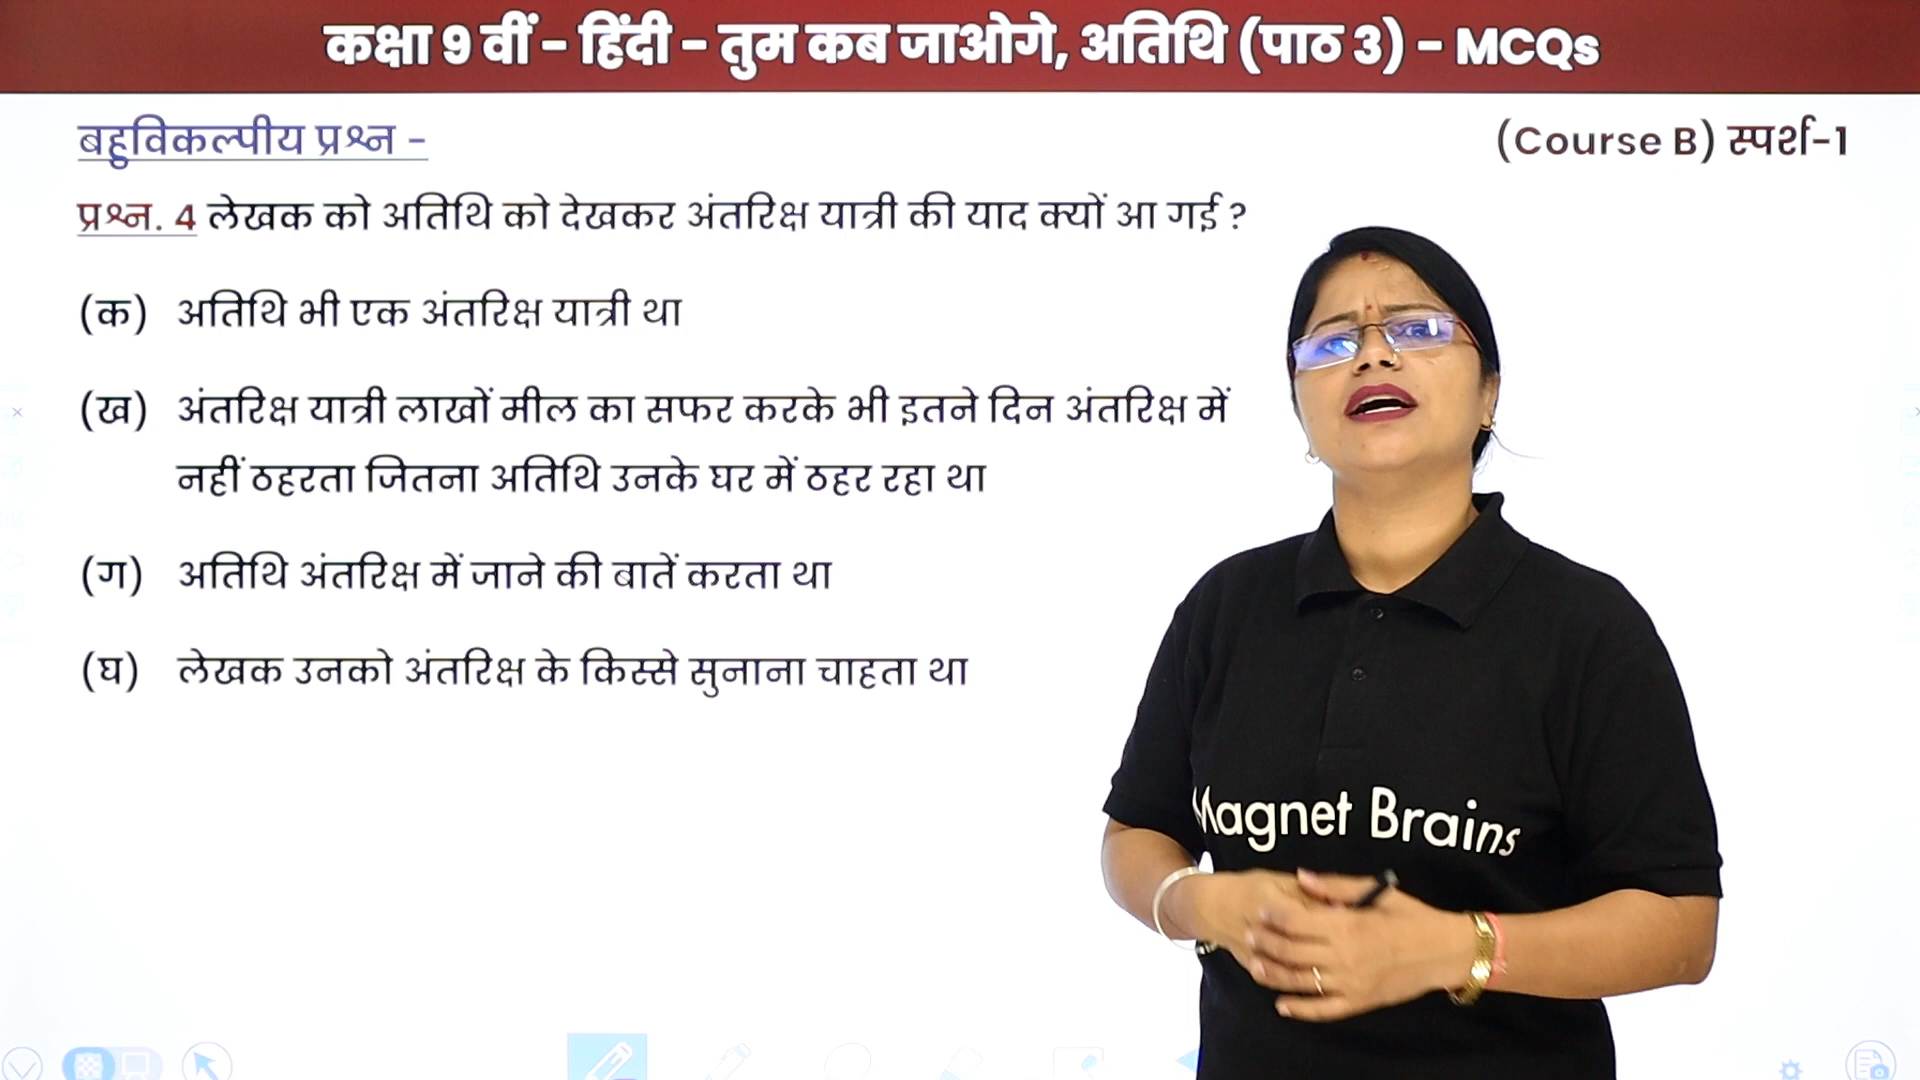 कक्षा 9 वीं – हिंदी – तुम कब जाओगे, अतिथि (पाठ 3) – MCQs
बहुविकल्पीय प्रश्न –
(Course B) स्पर्श-1
प्रश्न. 4 लेखक को अतिथि को देखकर अंतरिक्ष यात्री की याद क्यों आ गई ?
(क) अतिथि भी एक अंतरिक्ष यात्री था
(ख) अंतरिक्ष यात्री लाखों मील का सफर करके भी इतने दिन अंतरिक्ष में
नहीं ठहरता जितना अतिथि उनके घर में ठहर रहा था
(ग) अतिथि अंतरिक्ष में जाने की बातें करता था
(घ) लेखक उनको अंतरिक्ष के किस्से सुनाना चाहता था
Magnet Brains